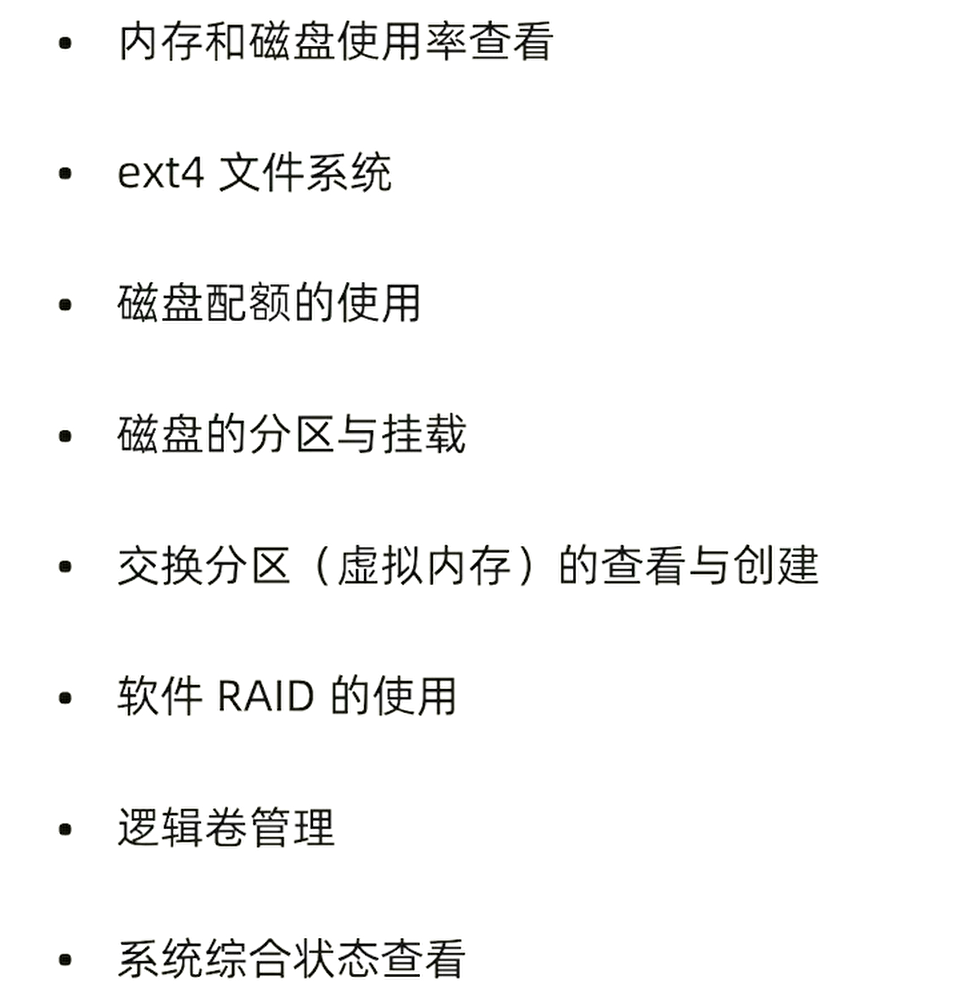 • 内存和磁盘使用率查看
• ext4 文件系统
• 磁盘配额的使用
• 磁盘的分区与挂载
• 交换分区（虚拟内存）的查看与创建
• 软件 RAID 的使用
• 逻辑卷管理
• 系统综合状态查看